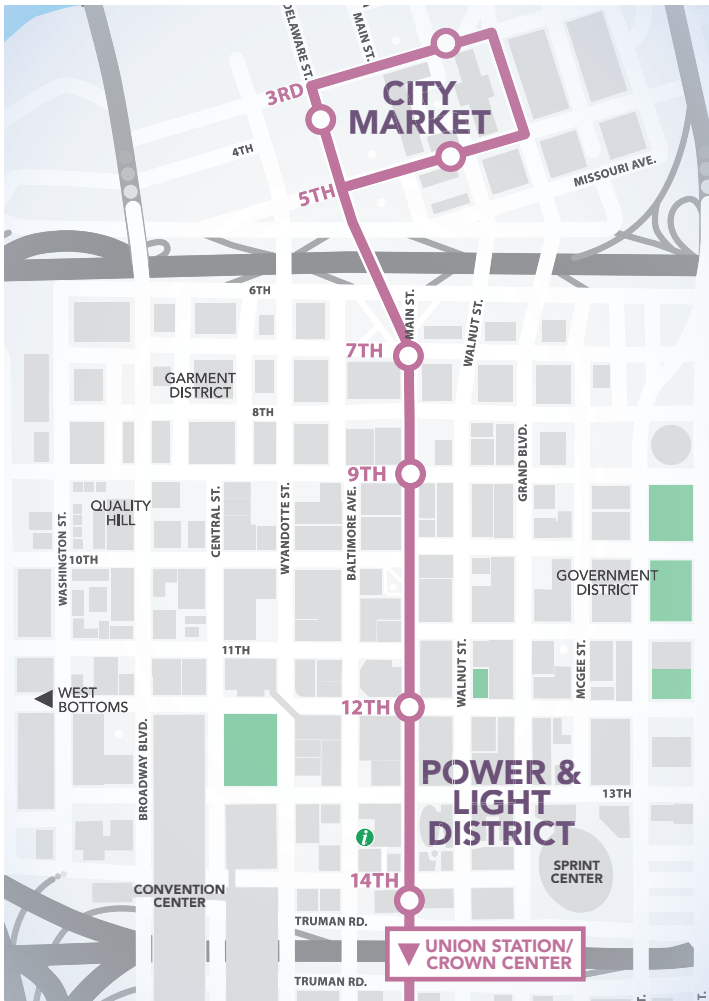 DELAWARE ST.
MAIN ST.
3RD
CITY
MARKET
4TH
MISSOURI AVE.
5TH
6TH
MAIN ST.
WALNUT ST.
7TH
GARMENT
DISTRICT
8TH
GRAND BLVD.
9TH
QUALITY
HILL
WASHINGTON ST.
CENTRAL ST.
WYANDOTTE ST.
BALTIMORE AVE.
10TH
GOVERNMENT
DISTRICT
11TH
WALNUT ST.
MCGEE ST.
WEST
BOTTOMS
12TH
BROADWAY BLVD.
POWER &
LIGHT
DISTRICT
13TH
i
SPRINT
CENTER
14TH
CONVENTION
CENTER
TRUMAN RD.
UNION STATION/
CROWN CENTER
TRUMAN RD.
T.
T.